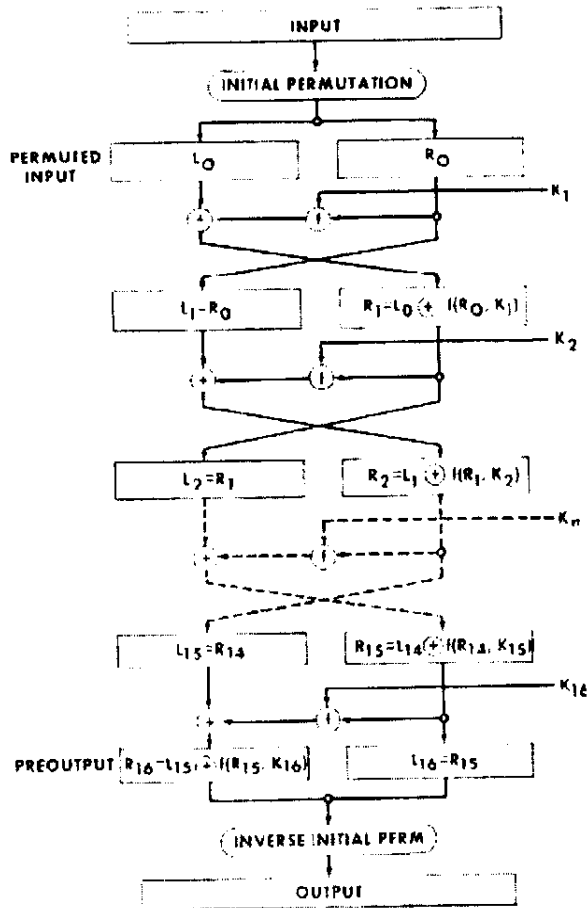 INPUT
INITIAL PERMUTATION
PERMUTED INPUT
L0
R0
K1
+
f
L1=R0
R1=L0 + f(R0, K1)
K2
+
f
L2=R1
R2=L1 + f(R1, K2)
Kn
+
f
L15=R14
R15=L14 + f(R14, K15)
K16
+
f
PREOUTPUT
R16=L15 + f(R15, K16)
L16=R15
INVERSE INITIAL PERM
OUTPUT